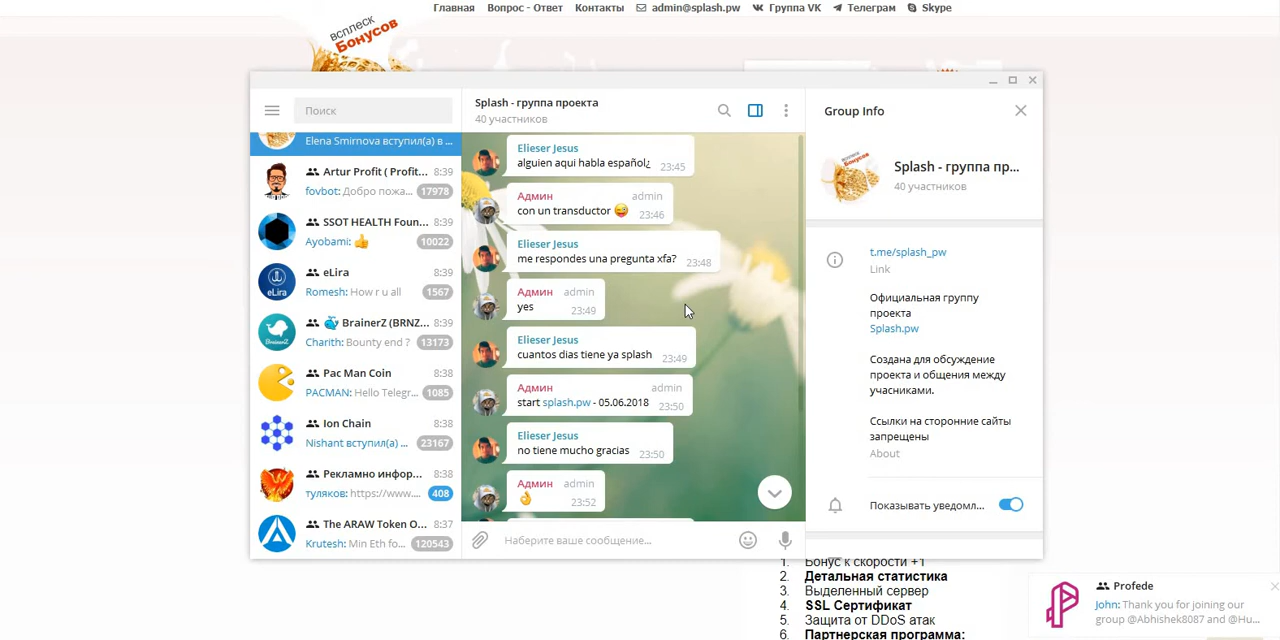 Главная Вопрос - Ответ Контакты admin@splash.pw Группа VK Телеграм Skype
всплеск
Бонусов
Поиск
Elena Smirnova вступил(а) в ...
Artur Profit ( Profit... 8:39
fovbot: Добро пожа... 17978
SSOT HEALTH Foun... 8:39
Ayobami: 👍 10022
eLira 8:39
Romesh: How r u all 1567
BrainerZ (BRNZ... 8:39
Charith: Bounty end ? 13173
Pac Man Coin 8:38
PACMAN: Hello Telegr... 1085
Ion Chain 8:38
Nishant вступил(а) ... 23167
Рекламно инфор... 8:38
туляков: https://www.... 408
The ARAW Token O... 8:37
Krutesh: Min Eth fo... 120543
Splash - группа проекта
40 участников
Elieser Jesus
alguien aqui habla español¿ 23:45
Админ admin
con un transductor 😜 23:46
Elieser Jesus
me respondes una pregunta xfa? 23:48
Админ admin
yes 23:49
Elieser Jesus
cuantos dias tiene ya splash 23:49
Админ admin
start splash.pw - 05.06.2018 23:50
Elieser Jesus
no tiene mucho gracias 23:50
Админ admin
👌 23:52
Наберите ваше сообщение...
Group Info
Splash - группа пр...
40 участников
t.me/splash_pw
Link
Официальная группу
проекта
Splash.pw
Создана для обсуждение
проекта и общения между
учасниками.
Ссылки на сторонние сайты
запрещены
About
Показывать уведомл...
1. Бонус к скорости +1
2. Детальная статистика
3. Выделенный сервер
4. SSL Сертификат
5. Защита от DDoS атак
6. Партнерская программа:
Profede
John: Thank you for joining our
group @Abhishek8087 and @Hu...